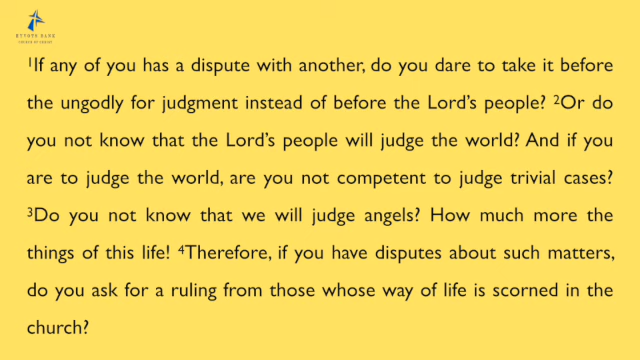 CHURCH OF CHRIST
¹If any of you has a dispute with another, do you dare to take it before
the ungodly for judgment instead of before the Lord’s people? ²Or do
you not know that the Lord’s people will judge the world? And if you
are to judge the world, are you not competent to judge trivial cases?
³Do you not know that we will judge angels? How much more the
things of this life! ⁴Therefore, if you have disputes about such matters,
do you ask for a ruling from those whose way of life is scorned in the
church?